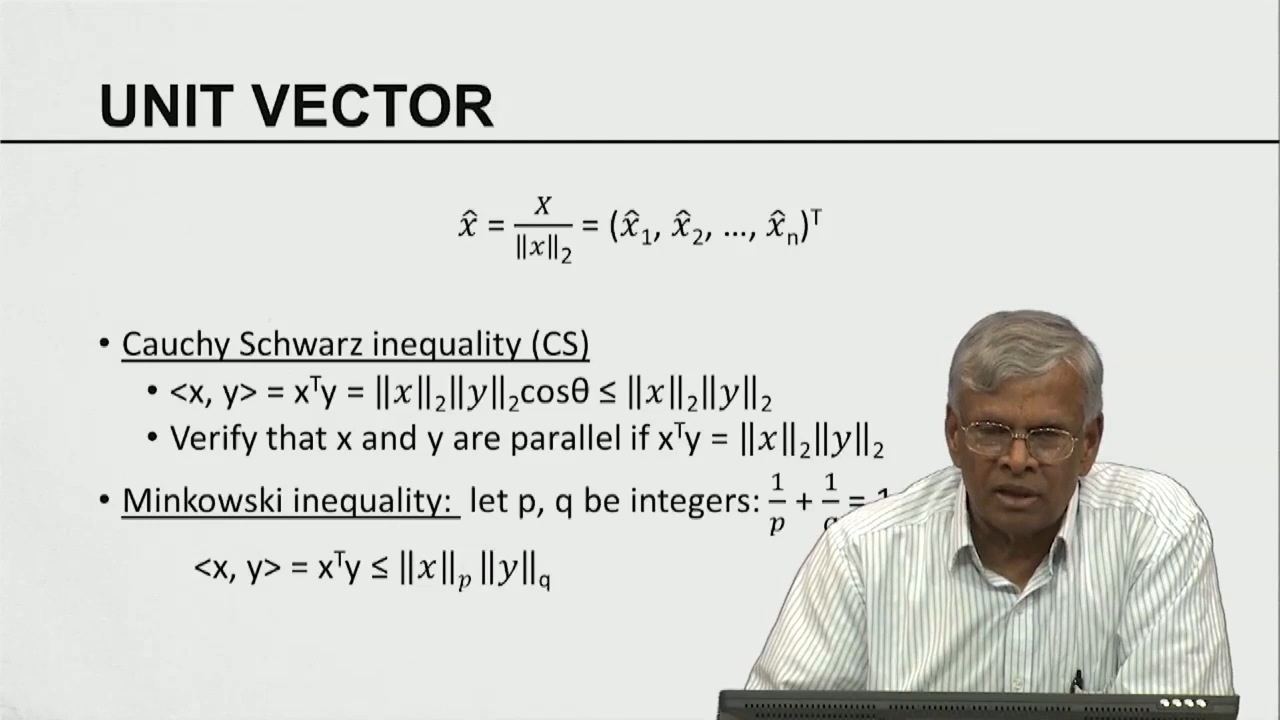 UNIT VECTOR
x̂ = X / ‖x‖₂ = (x̂₁, x̂₂, ..., x̂ₙ)ᵀ
• Cauchy Schwarz inequality (CS)
• <x, y> = xᵀy = ‖x‖₂‖y‖₂cosθ ≤ ‖x‖₂‖y‖₂
• Verify that x and y are parallel if xᵀy = ‖x‖₂‖y‖₂
• Minkowski inequality: let p, q be integers: 1/p + 1/q = 1
<x, y> = xᵀy ≤ ‖x‖p ‖y‖q